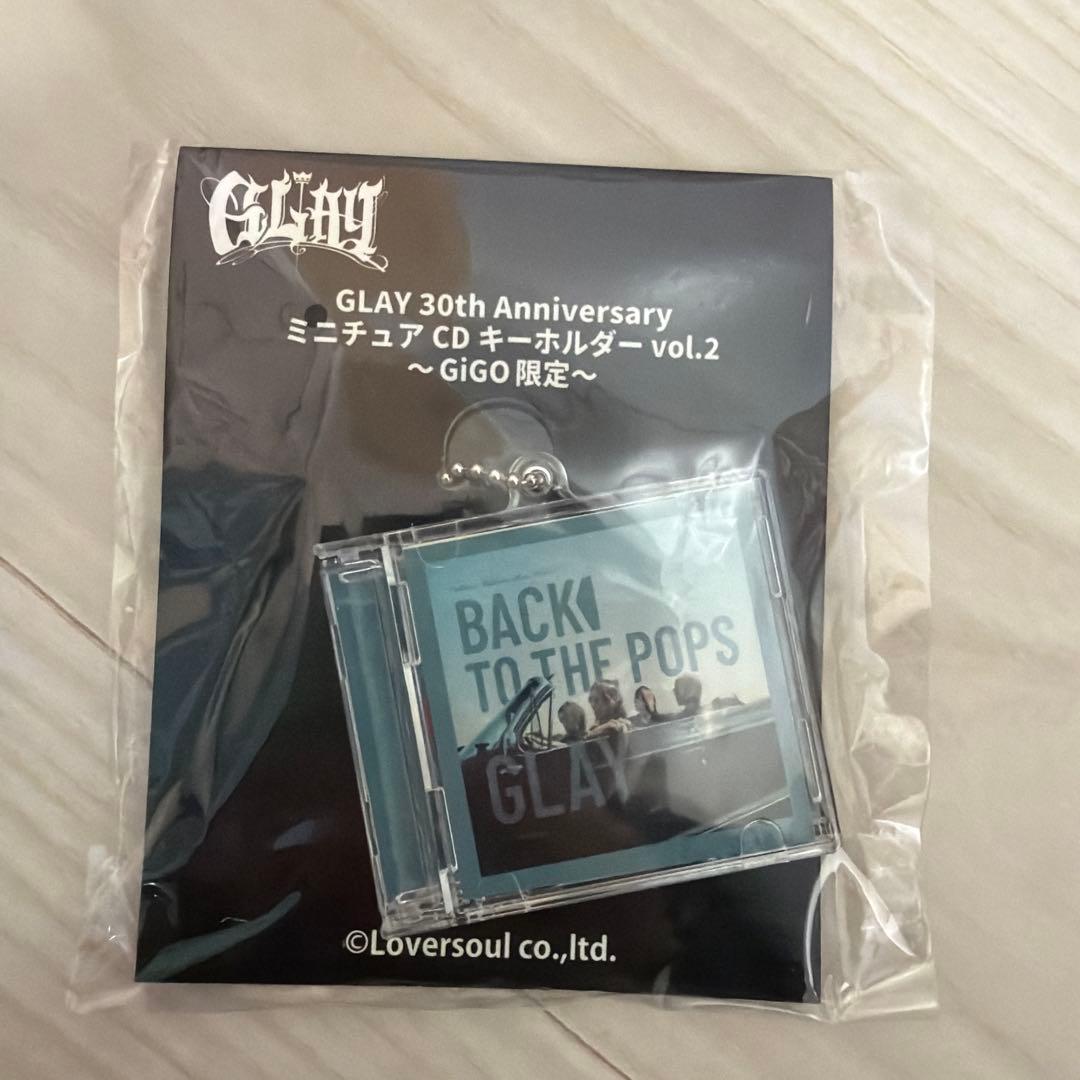 GLAY
GLAY 30th Anniversary
ミニチュア CD キーホルダー vol.2
～GiGO 限定～
BACK
TO THE POPS
GLAY
©Loversoul co.,ltd.